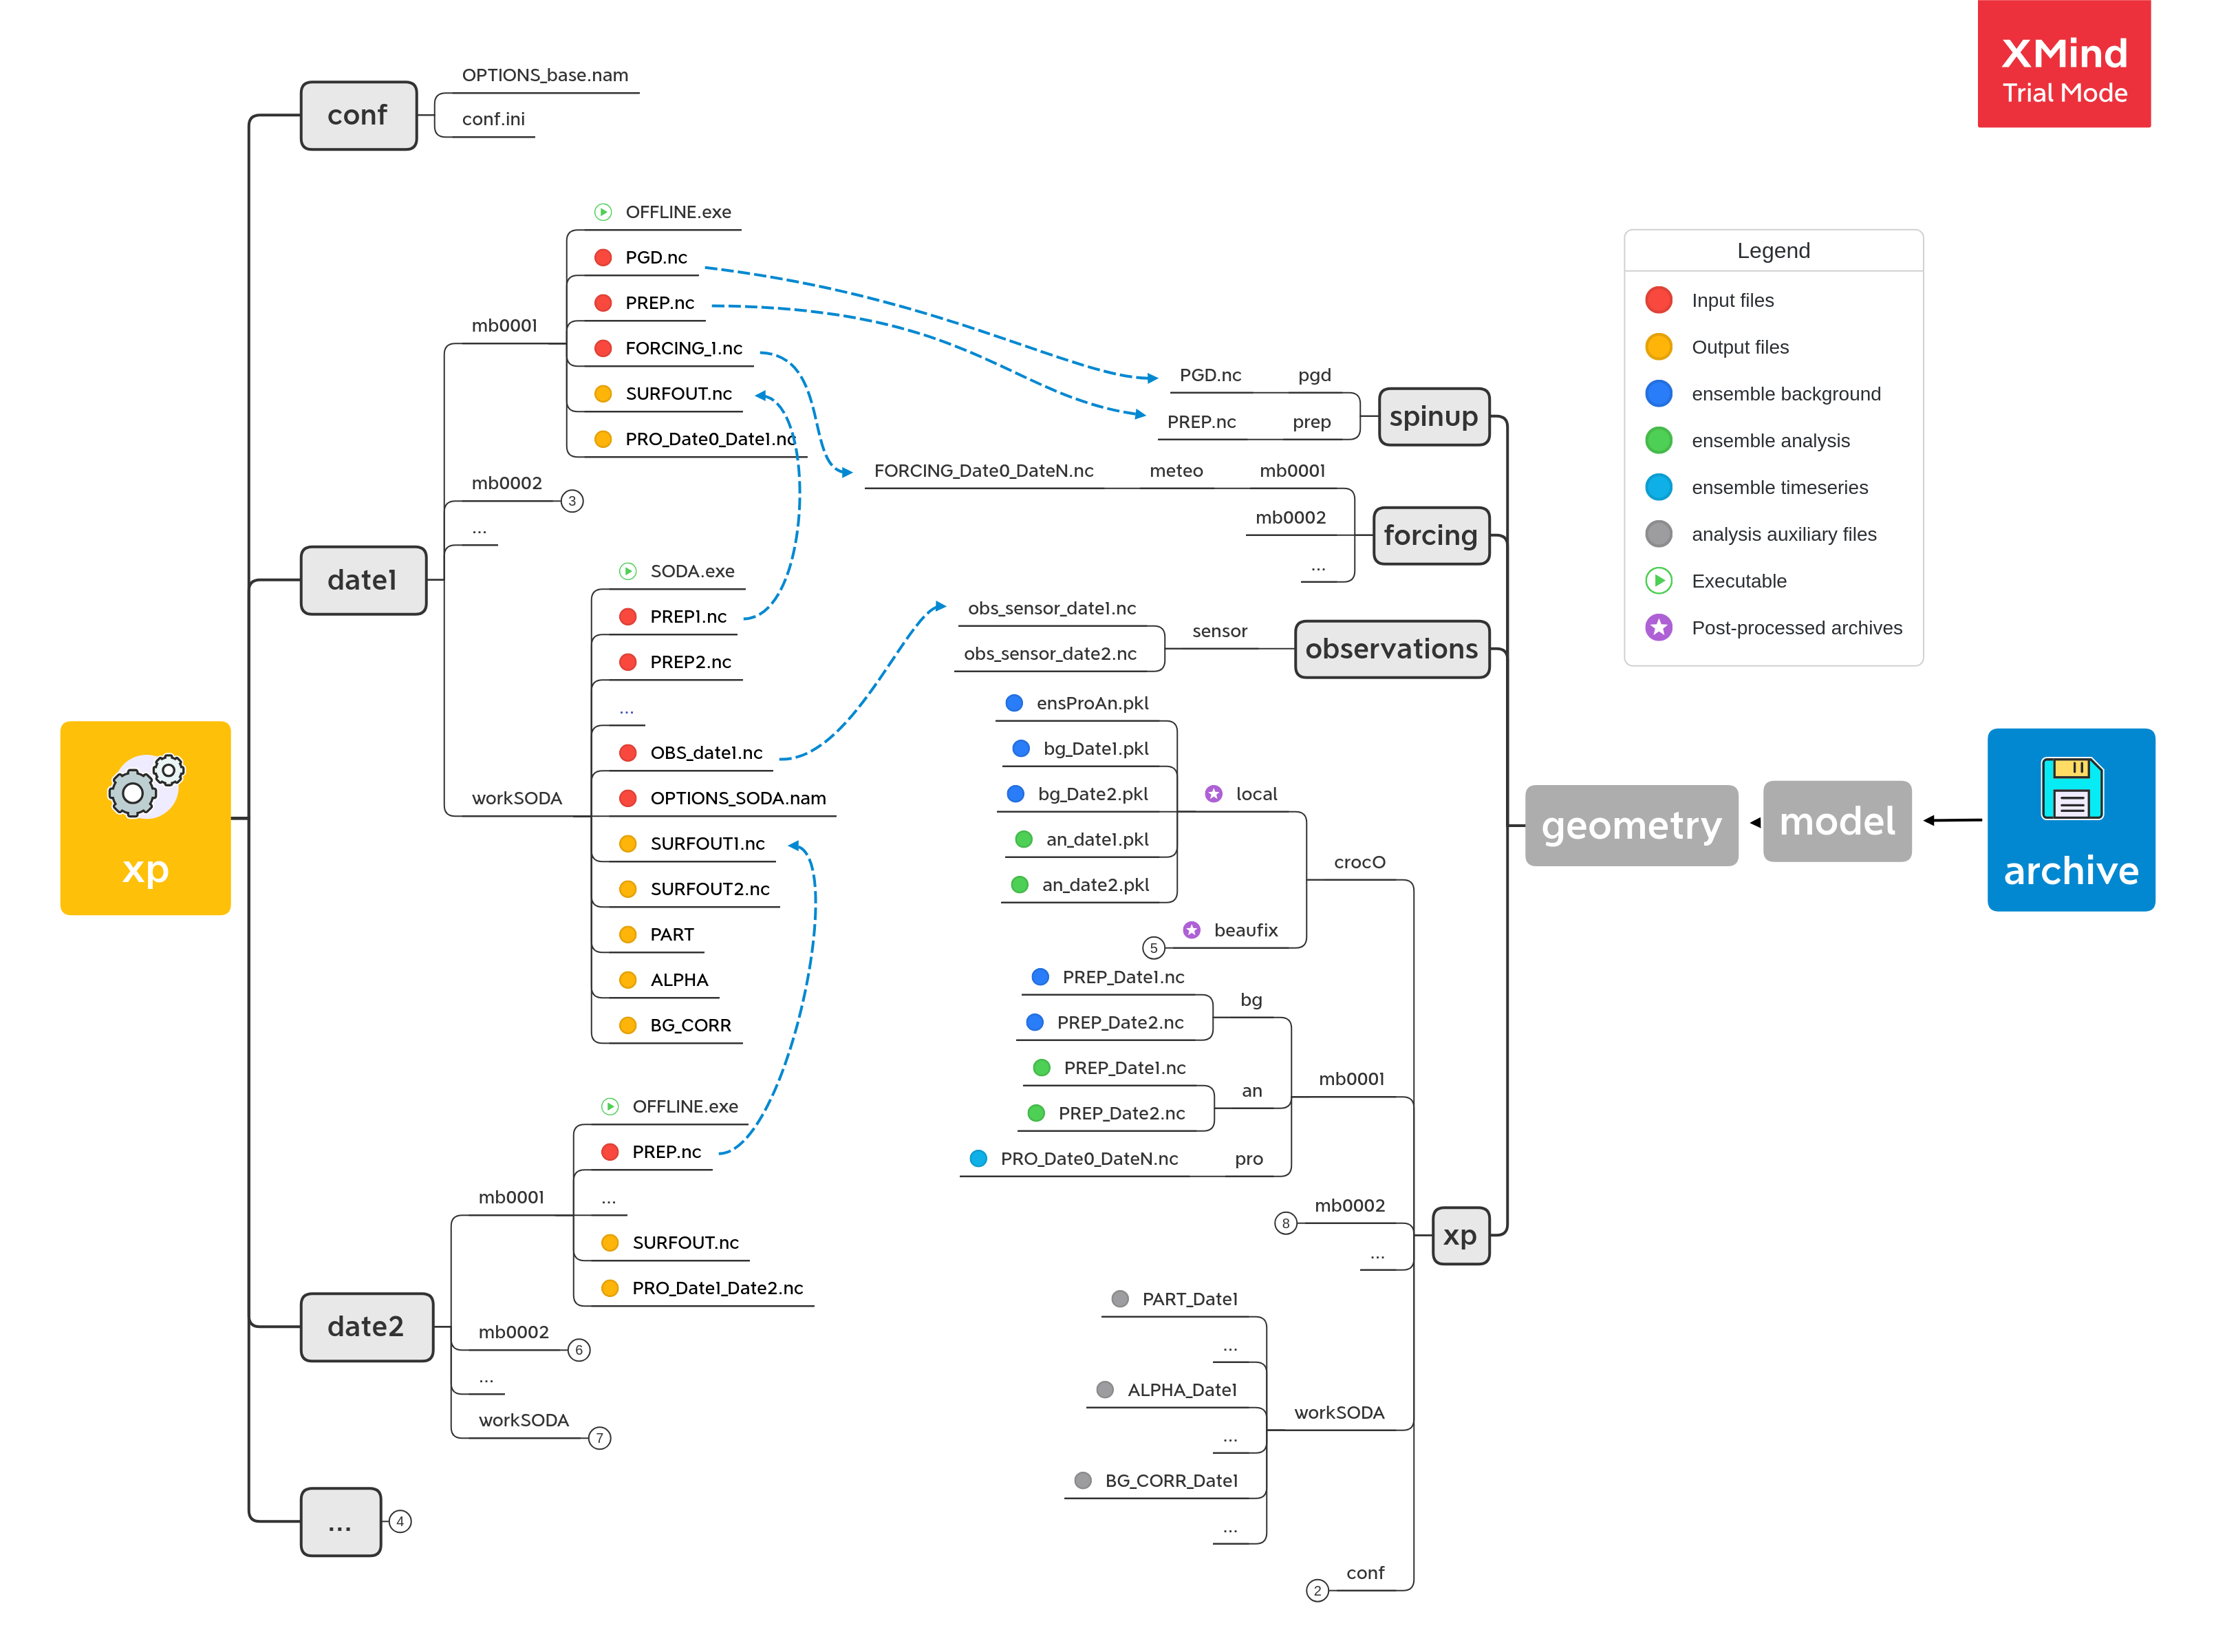 XMind
Trial Mode
conf
OPTIONS_base.nam
conf.ini
OFFLINE.exe
PGD.nc
PREP.nc
FORCING_1.nc
SURFOUT.nc
PRO_Date0_Date1.nc
mb0001
mb0002
3
...
date1
SODA.exe
PREP1.nc
PREP2.nc
...
OBS_date1.nc
OPTIONS_SODA.nam
SURFOUT1.nc
SURFOUT2.nc
PART
ALPHA
BG_CORR
workSODA
xp
OFFLINE.exe
PREP.nc
...
SURFOUT.nc
PRO_Date1_Date2.nc
mb0001
date2
mb0002
6
...
workSODA
7
...
4
PGD.nc
pgd
PREP.nc
prep
spinup
FORCING_Date0_DateN.nc
meteo
mb0001
mb0002
...
forcing
obs_sensor_date1.nc
obs_sensor_date2.nc
sensor
observations
ensProAn.pkl
bg_Date1.pkl
bg_Date2.pkl
an_date1.pkl
an_date2.pkl
local
beaufix
5
crocO
PREP_Date1.nc
PREP_Date2.nc
bg
PREP_Date1.nc
PREP_Date2.nc
an
PRO_Date0_DateN.nc
pro
mb0001
8
mb0002
...
xp
PART_Date1
...
ALPHA_Date1
...
BG_CORR_Date1
...
workSODA
2
conf
geometry
model
archive
Legend
Input files
Output files
ensemble background
ensemble analysis
ensemble timeseries
analysis auxiliary files
Executable
Post-processed archives